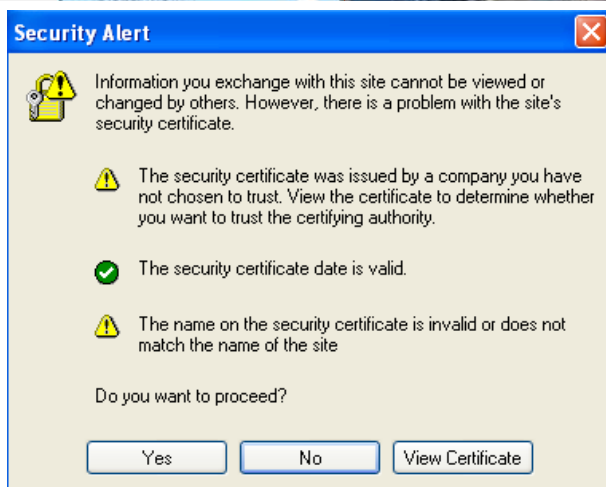 Security Alert
Information you exchange with this site cannot be viewed or
changed by others. However, there is a problem with the site's
security certificate.
The security certificate was issued by a company you have
not chosen to trust. View the certificate to determine whether
you want to trust the certifying authority.
The security certificate date is valid.
The name on the security certificate is invalid or does not
match the name of the site
Do you want to proceed?
Yes
No
View Certificate